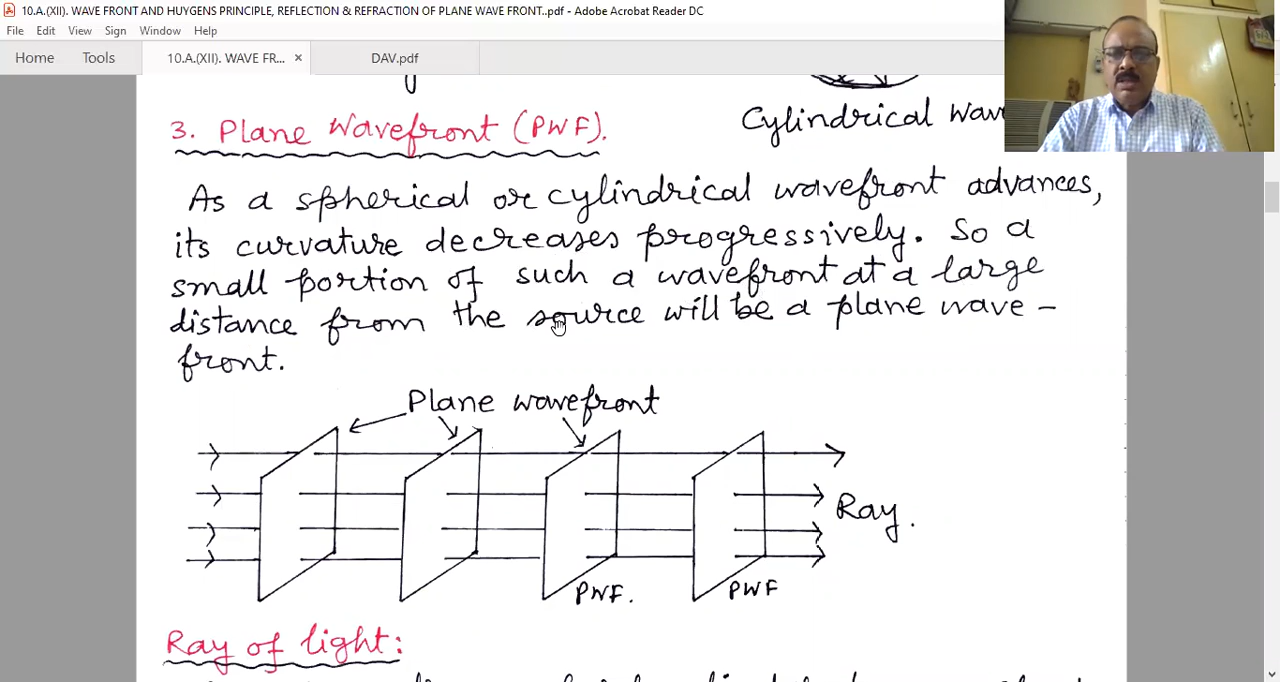 10.A.(XII). WAVE FRONT AND HUYGENS PRINCIPLE, REFLECTION & REFRACTION OF PLANE WAVE FRONT..pdf - Adobe Acrobat Reader DC
File Edit View Sign Window Help
Home Tools 10.A.(XII). WAVE FR... × DAV.pdf
Cylindrical Wav
3. Plane Wavefront (PWF).
As a spherical or cylindrical wavefront advances,
its curvature decreases progressively. So a
small portion of such a wavefront at a large
distance from the source will be a plane wave -
front.
Plane wavefront
Ray.
PWF. PWF
Ray of light: